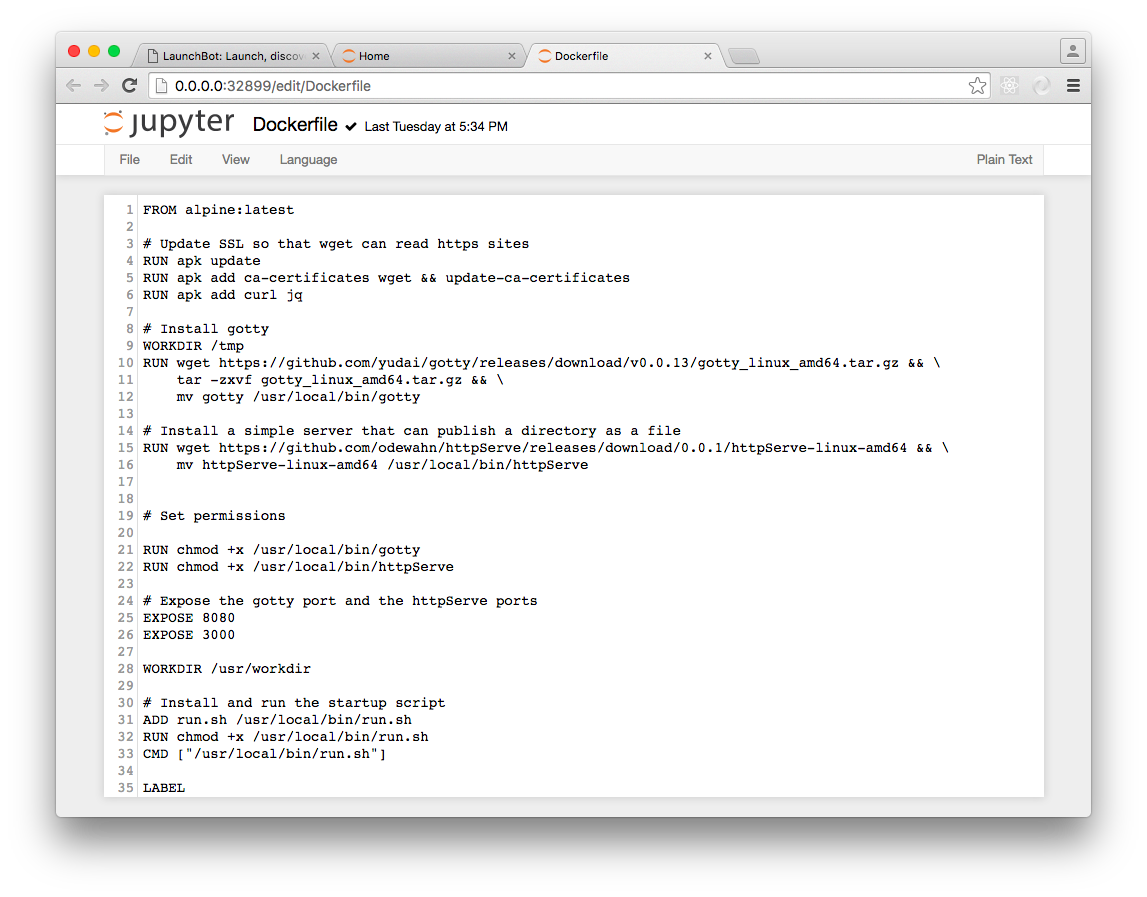 LaunchBot: Launch, discov
Home
Dockerfile
0.0.0.0:32899/edit/Dockerfile
jupyter Dockerfile Last Tuesday at 5:34 PM
File Edit View Language Plain Text
1 FROM alpine:latest
2
3 # Update SSL so that wget can read https sites
4 RUN apk update
5 RUN apk add ca-certificates wget && update-ca-certificates
6 RUN apk add curl jq
7
8 # Install gotty
9 WORKDIR /tmp
10 RUN wget https://github.com/yudai/gotty/releases/download/v0.0.13/gotty_linux_amd64.tar.gz && \
11     tar -zxvf gotty_linux_amd64.tar.gz && \
12     mv gotty /usr/local/bin/gotty
13
14 # Install a simple server that can publish a directory as a file
15 RUN wget https://github.com/odewahn/httpServe/releases/download/0.0.1/httpServe-linux-amd64 && \
16     mv httpServe-linux-amd64 /usr/local/bin/httpServe
17
18
19 # Set permissions
20
21 RUN chmod +x /usr/local/bin/gotty
22 RUN chmod +x /usr/local/bin/httpServe
23
24 # Expose the gotty port and the httpServe ports
25 EXPOSE 8080
26 EXPOSE 3000
27
28 WORKDIR /usr/workdir
29
30 # Install and run the startup script
31 ADD run.sh /usr/local/bin/run.sh
32 RUN chmod +x /usr/local/bin/run.sh
33 CMD ["/usr/local/bin/run.sh"]
34
35 LABEL